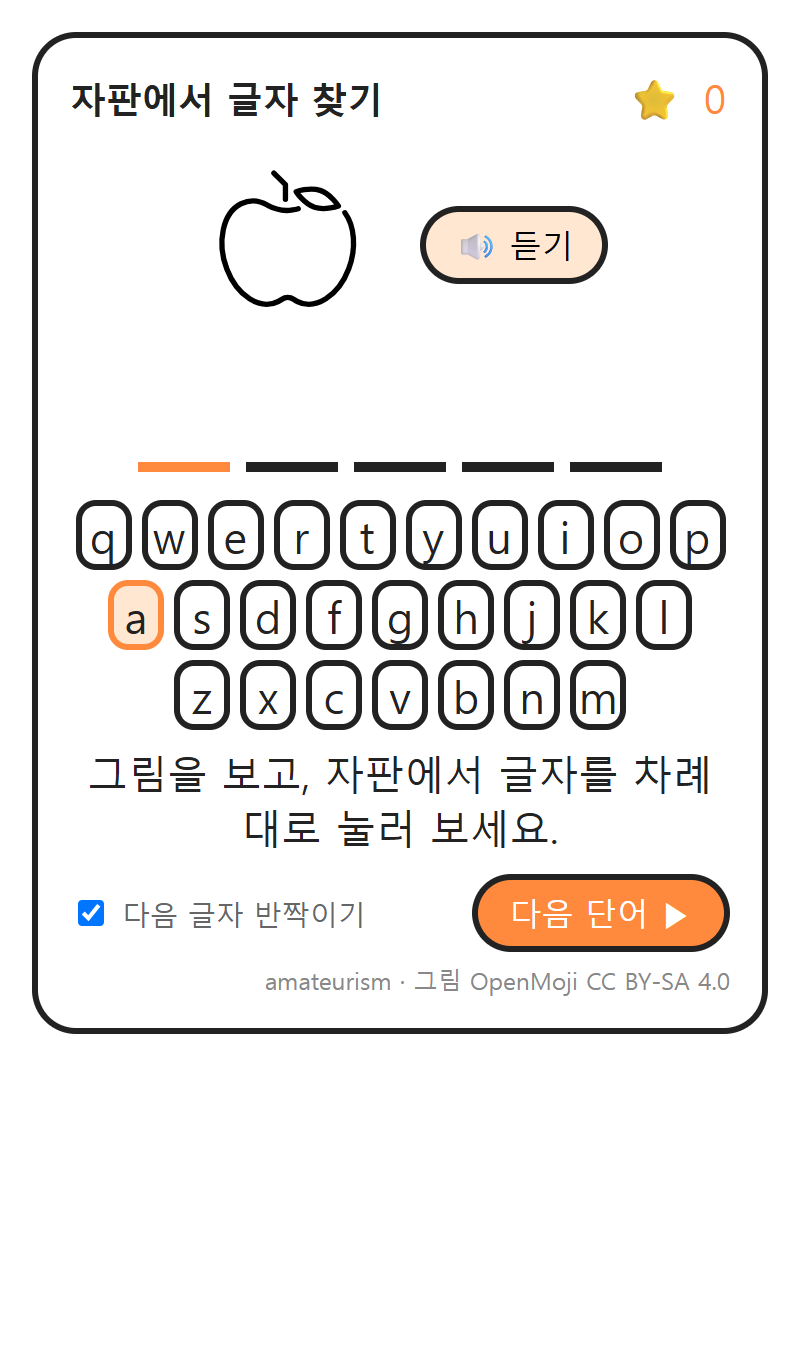 자판에서 글자 찾기
0
듣기
q w e r t y u i o p
a s d f g h j k l
z x c v b n m
그림을 보고, 자판에서 글자를 차례
대로 눌러 보세요.
다음 글자 반짝이기
다음 단어 ▶
amateurism · 그림 OpenMoji CC BY-SA 4.0